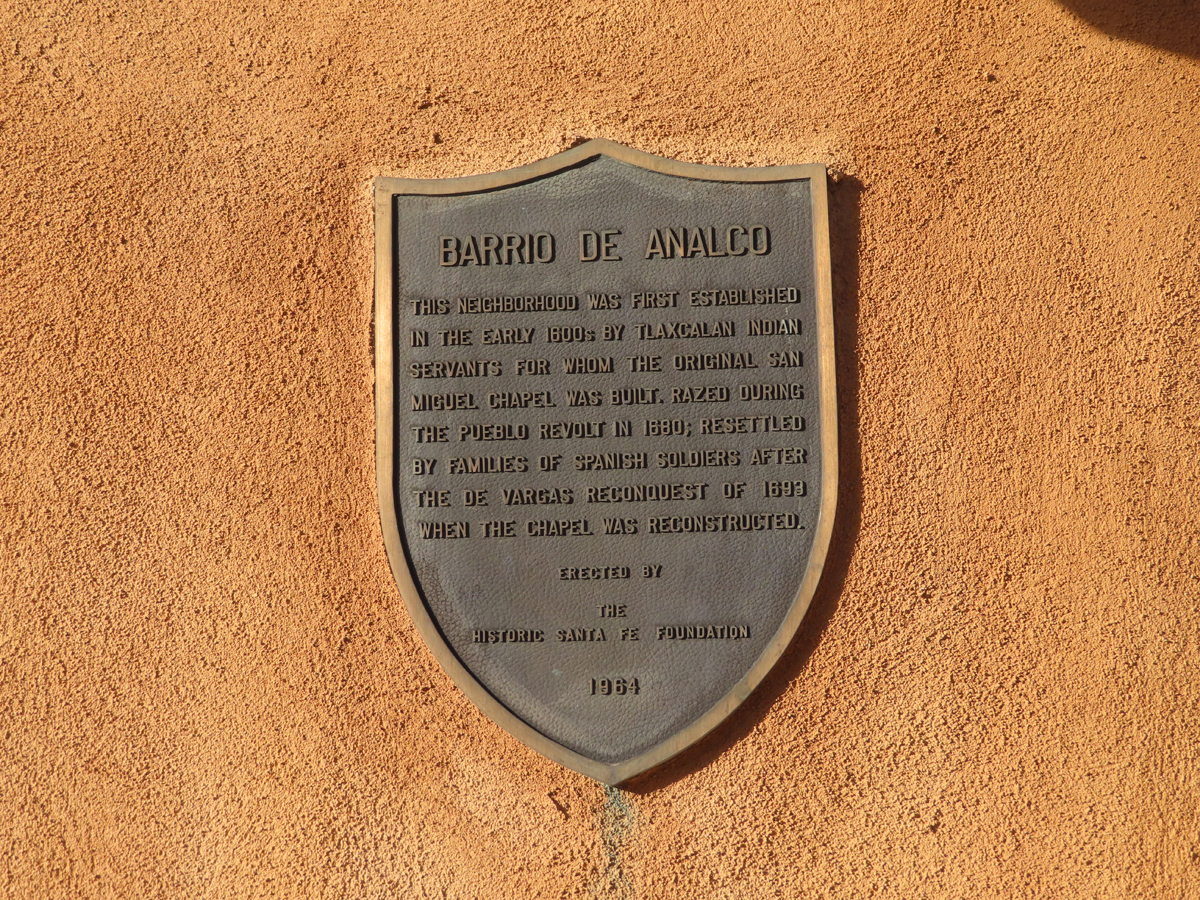 BARRIO DE ANALCO
THIS NEIGHBORHOOD WAS FIRST ESTABLISHED
IN THE EARLY 1600s BY TLAXCALAN INDIAN
SERVANTS FOR WHOM THE ORIGINAL SAN
MIGUEL CHAPEL WAS BUILT. RAZED DURING
THE PUEBLO REVOLT IN 1680; RESETTLED
BY FAMILIES OF SPANISH SOLDIERS AFTER
THE DE VARGAS RECONQUEST OF 1693
WHEN THE CHAPEL WAS RECONSTRUCTED.
ERECTED BY
THE
HISTORIC SANTA FE FOUNDATION
1964